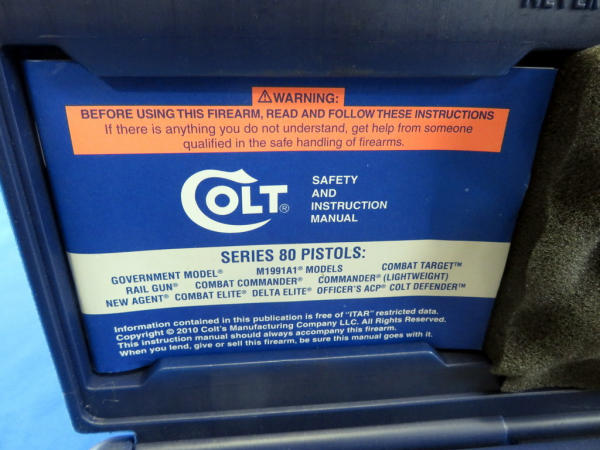 ⚠WARNING:
BEFORE USING THIS FIREARM, READ AND FOLLOW THESE INSTRUCTIONS
If there is anything you do not understand, get help from someone
qualified in the safe handling of firearms.
COLT®
SAFETY
AND
INSTRUCTION
MANUAL
SERIES 80 PISTOLS:
GOVERNMENT MODEL® M1991A1® MODELS COMBAT TARGET™
RAIL GUN® COMBAT COMMANDER® COMMANDER® (LIGHTWEIGHT)
NEW AGENT® COMBAT ELITE® DELTA ELITE® OFFICER'S ACP® COLT DEFENDER™
Information contained in this publication is free of "ITAR" restricted data.
Copyright © 2010 Colt's Manufacturing Company LLC. All Rights Reserved.
This instruction manual should always accompany this firearm.
When you lend, give or sell this firearm, be sure this manual goes with it.